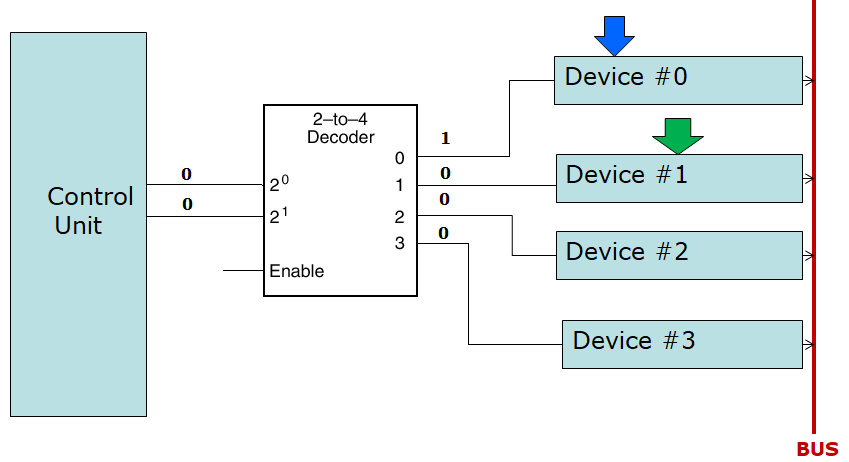 Control
Unit
0
0
2–to–4
Decoder
2⁰
2¹
Enable
0
1
2
3
1
0
0
0
Device #0
Device #1
Device #2
Device #3
BUS